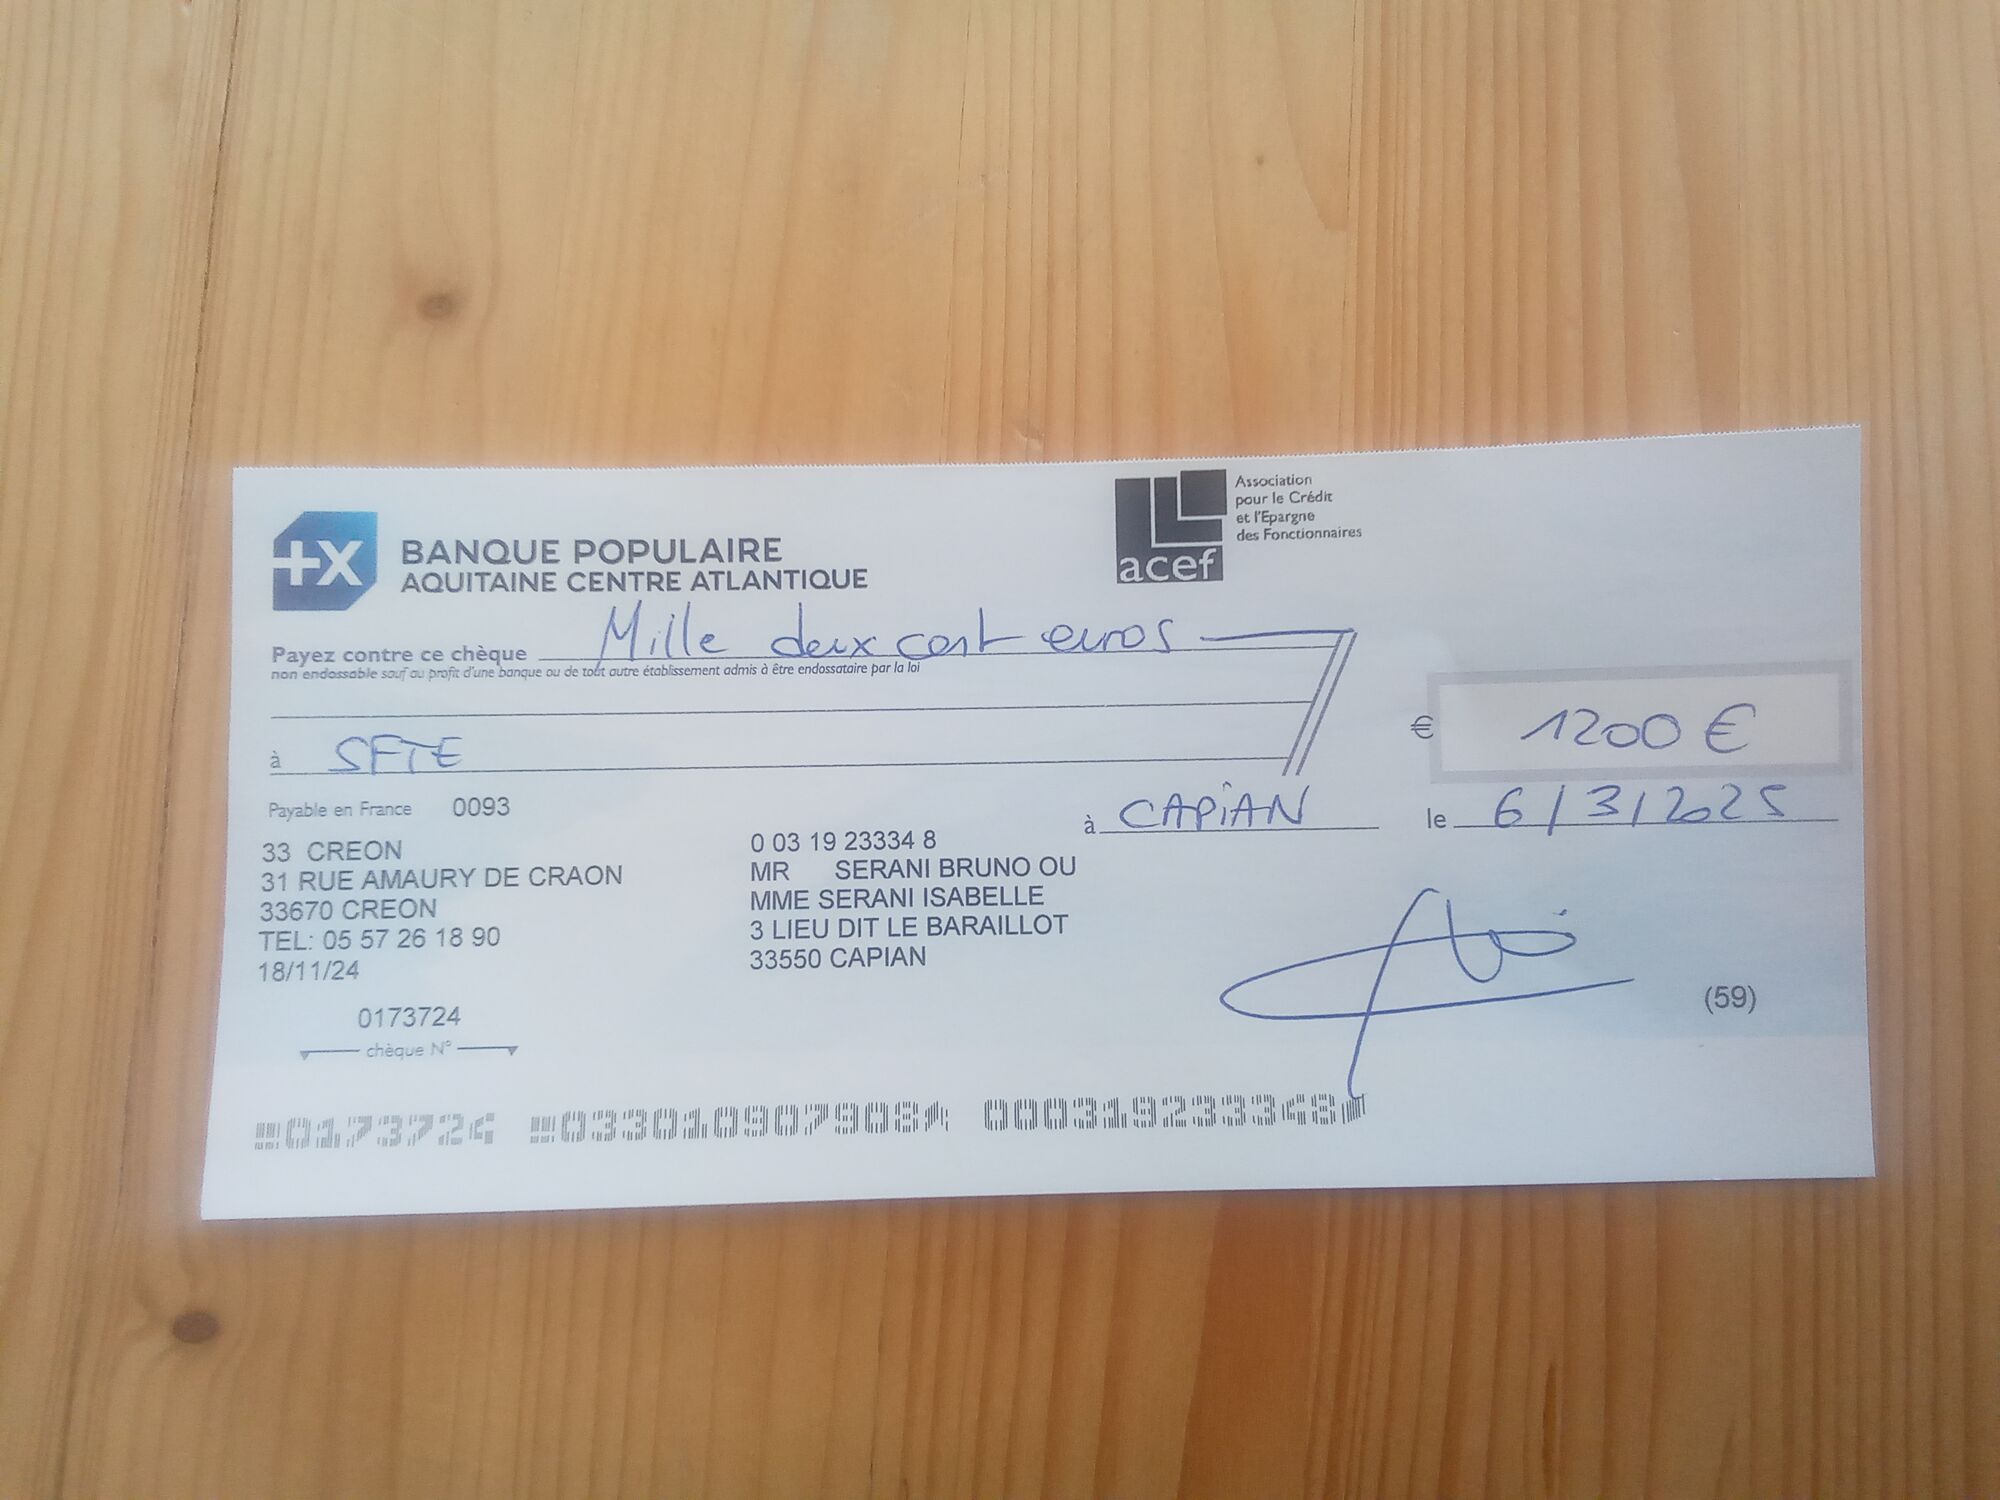 +X BANQUE POPULAIRE
AQUITAINE CENTRE ATLANTIQUE
acef
Association
pour le Crédit
et l'Epargne
des Fonctionnaires
Payez contre ce chèque Mille deux cent euros
non endossable sauf au profit d'une banque ou de tout autre établissement admis à être endossataire par la loi
€ 1200 €
à SFTE
Payable en France 0093
à CAPIAN le 6/3/2025
33 CREON
31 RUE AMAURY DE CRAON
33670 CREON
TEL: 05 57 26 18 90
18/11/24
0 03 19 23334 8
MR SERANI BRUNO OU
MME SERANI ISABELLE
3 LIEU DIT LE BARAILLOT
33550 CAPIAN
(59)
0173724
chèque N°
0173724 033010907908 000319233348